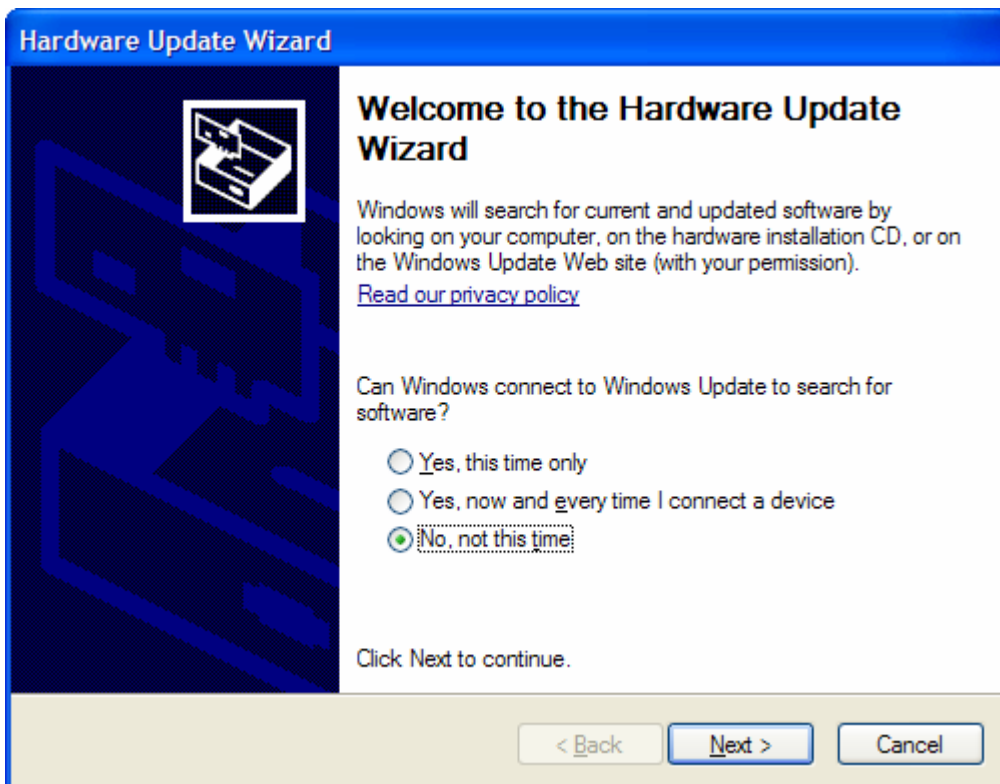 Hardware Update Wizard
Welcome to the Hardware Update
Wizard
Windows will search for current and updated software by
looking on your computer, on the hardware installation CD, or on
the Windows Update Web site (with your permission).
Read our privacy policy
Can Windows connect to Windows Update to search for
software?
Yes, this time only
Yes, now and every time I connect a device
No, not this time
Click Next to continue.
< Back
Next >
Cancel